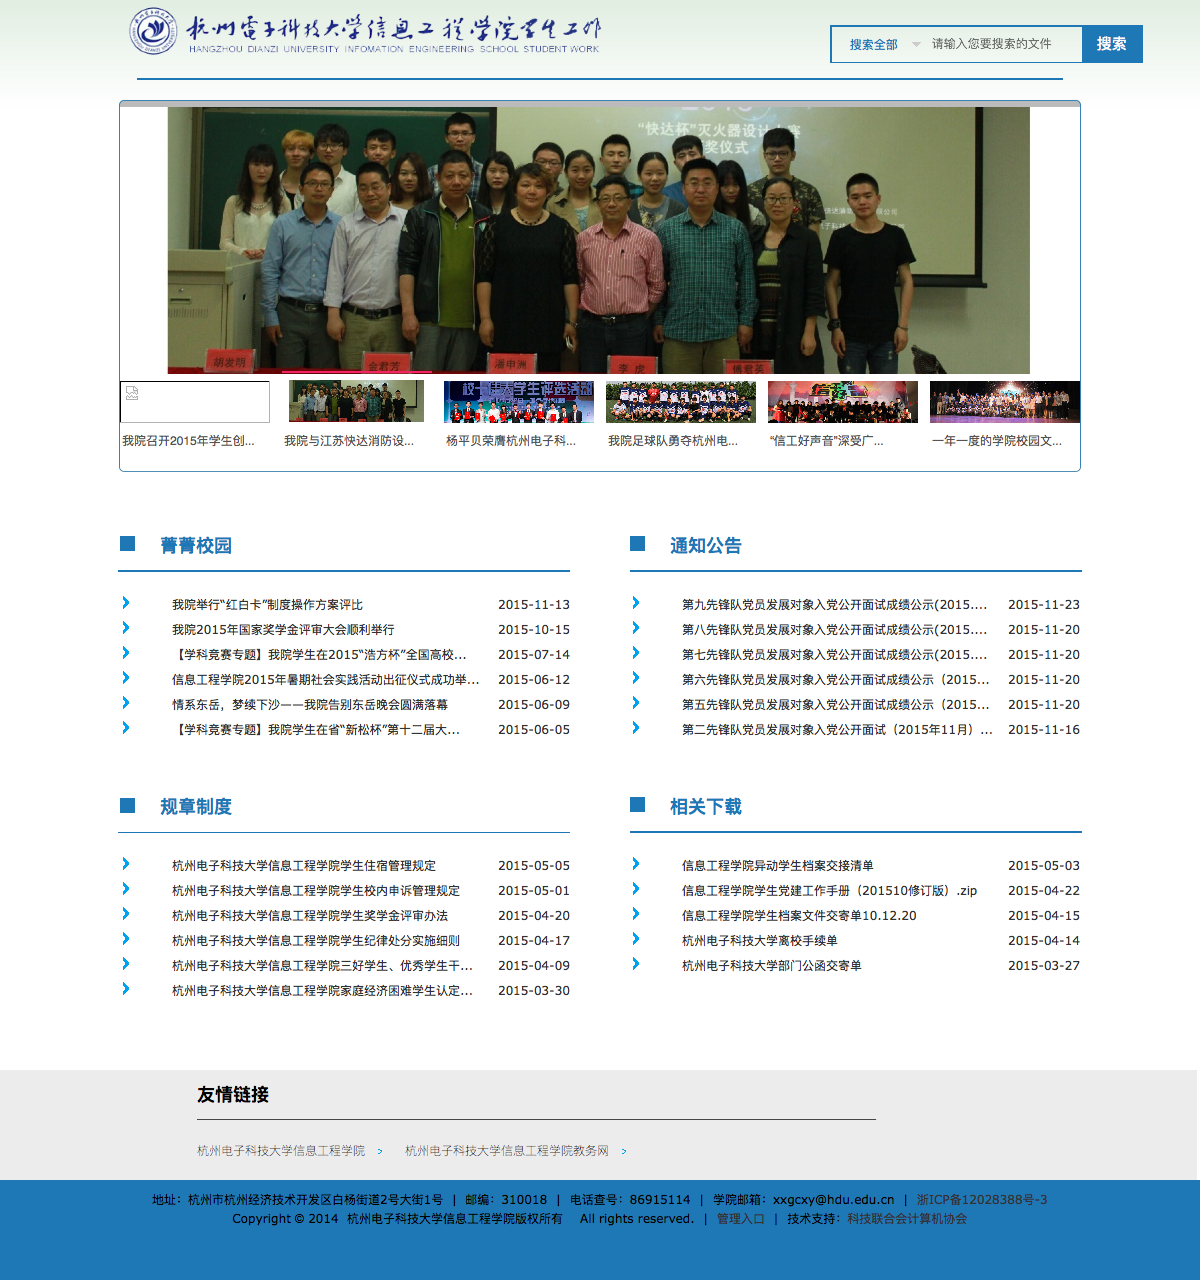 杭州电子科技大学信息工程学院学生工作
HANGZHOU DIANZI UNIVERSITY INFOMATION ENGINEERING SCHOOL STUDENT WORK
搜索全部 请输入您要搜索的文件 搜索
“快达杯”灭火器设计大赛
奖仪式
胡发明 金君芳 潘申洲 李虎 傅君英
我院召开2015年学生创... 我院与江苏快达消防设... 杨平贝荣膺杭州电子科... 我院足球队勇夺杭州电... “信工好声音”深受广... 一年一度的学院校园文...
菁菁校园
我院举行“红白卡”制度操作方案评比 2015-11-13
我院2015年国家奖学金评审大会顺利举行 2015-10-15
【学科竞赛专题】我院学生在2015“浩方杯”全国高校... 2015-07-14
信息工程学院2015年暑期社会实践活动出征仪式成功举... 2015-06-12
情系东岳，梦续下沙——我院告别东岳晚会圆满落幕 2015-06-09
【学科竞赛专题】我院学生在省“新松杯”第十二届大... 2015-06-05
通知公告
第九先锋队党员发展对象入党公开面试成绩公示(2015.... 2015-11-23
第八先锋队党员发展对象入党公开面试成绩公示(2015.... 2015-11-20
第七先锋队党员发展对象入党公开面试成绩公示(2015.... 2015-11-20
第六先锋队党员发展对象入党公开面试成绩公示（2015... 2015-11-20
第五先锋队党员发展对象入党公开面试成绩公示（2015... 2015-11-20
第二先锋队党员发展对象入党公开面试（2015年11月）... 2015-11-16
规章制度
杭州电子科技大学信息工程学院学生住宿管理规定 2015-05-05
杭州电子科技大学信息工程学院学生校内申诉管理规定 2015-05-01
杭州电子科技大学信息工程学院学生奖学金评审办法 2015-04-20
杭州电子科技大学信息工程学院学生纪律处分实施细则 2015-04-17
杭州电子科技大学信息工程学院三好学生、优秀学生干... 2015-04-09
杭州电子科技大学信息工程学院家庭经济困难学生认定... 2015-03-30
相关下载
信息工程学院异动学生档案交接清单 2015-05-03
信息工程学院学生党建工作手册（201510修订版）.zip 2015-04-22
信息工程学院学生档案文件交寄单10.12.20 2015-04-15
杭州电子科技大学离校手续单 2015-04-14
杭州电子科技大学部门公函交寄单 2015-03-27
友情链接
杭州电子科技大学信息工程学院 > 杭州电子科技大学信息工程学院教务网 >
地址：杭州市杭州经济技术开发区白杨街道2号大街1号 | 邮编：310018 | 电话查号：86915114 | 学院邮箱：xxgcxy@hdu.edu.cn | 浙ICP备12028388号-3
Copyright © 2014 杭州电子科技大学信息工程学院版权所有 All rights reserved. | 管理入口 | 技术支持：科技联合会计算机协会